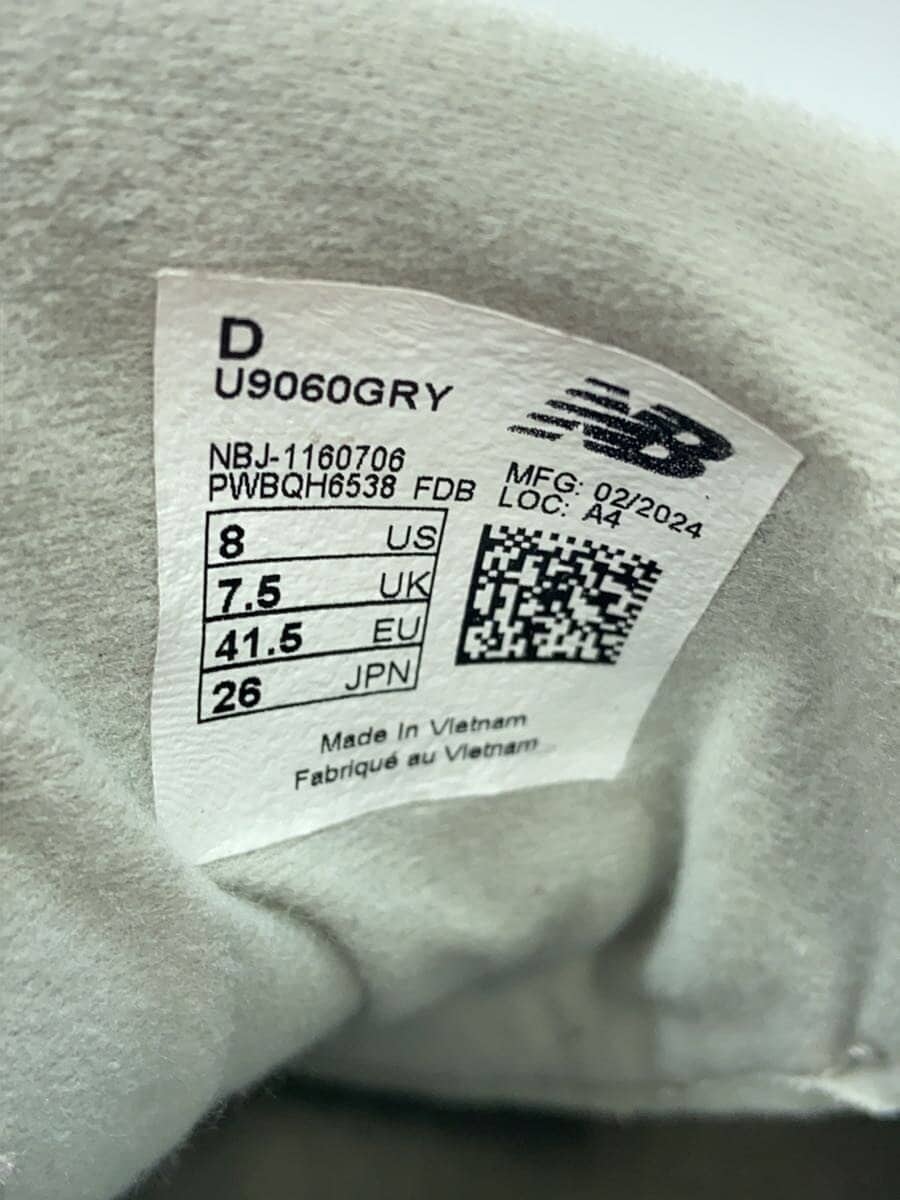 D
U9060GRY
NB
NBJ-1160706
PWBQH6538 FDB
MFG: 02/2024
LOC: A4
8 US
7.5 UK
41.5 EU
26 JPN
Made In Vietnam
Fabriqué au Vietnam